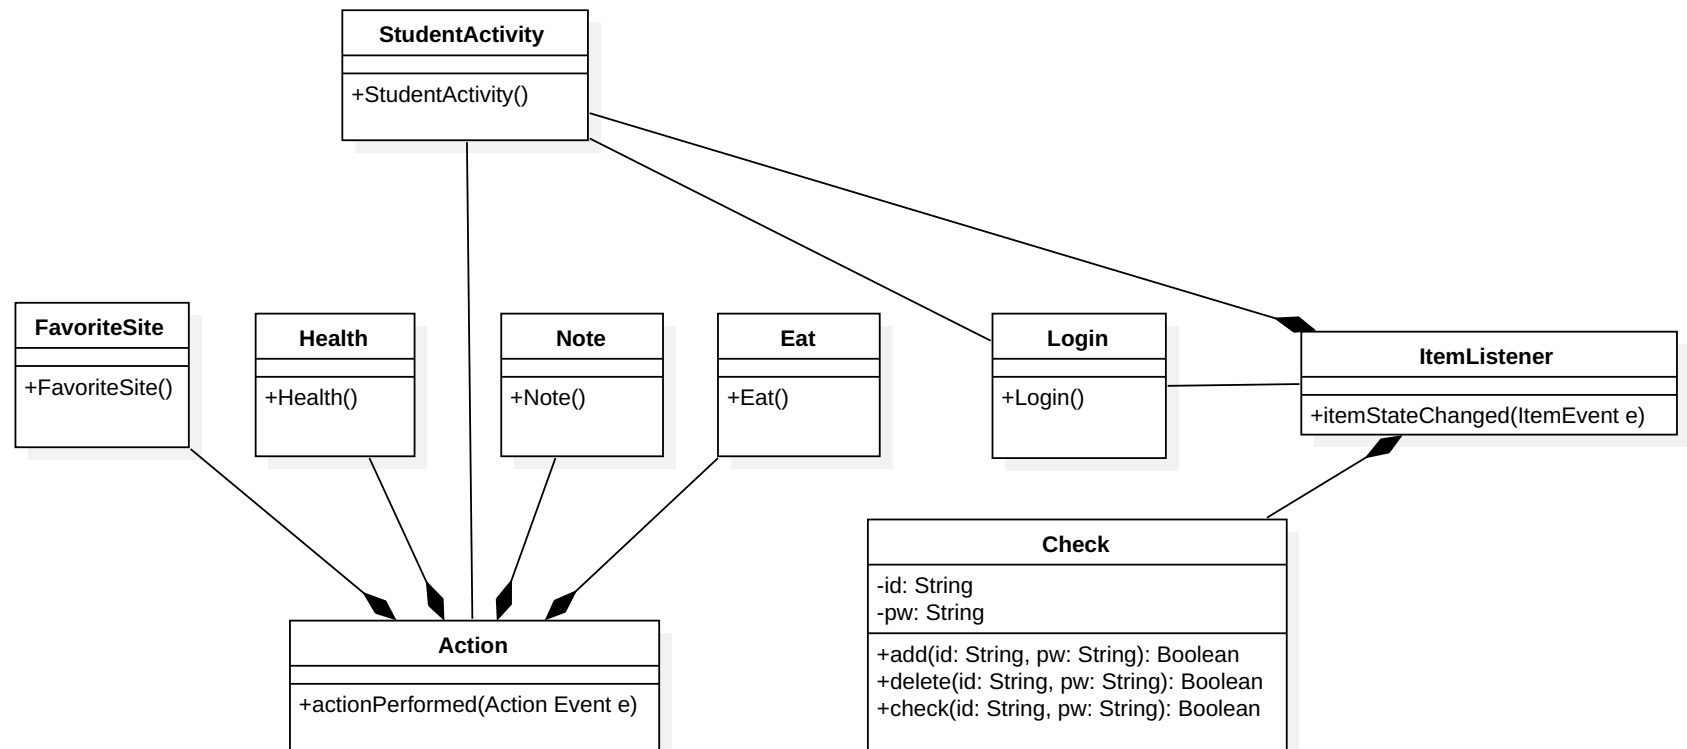 StudentActivity
+StudentActivity()
FavoriteSite
+FavoriteSite()
Health
+Health()
Note
+Note()
Eat
+Eat()
Login
+Login()
ItemListener
+itemStateChanged(ItemEvent e)
Action
+actionPerformed(Action Event e)
Check
-id: String
-pw: String
+add(id: String, pw: String): Boolean
+delete(id: String, pw: String): Boolean
+check(id: String, pw: String): Boolean